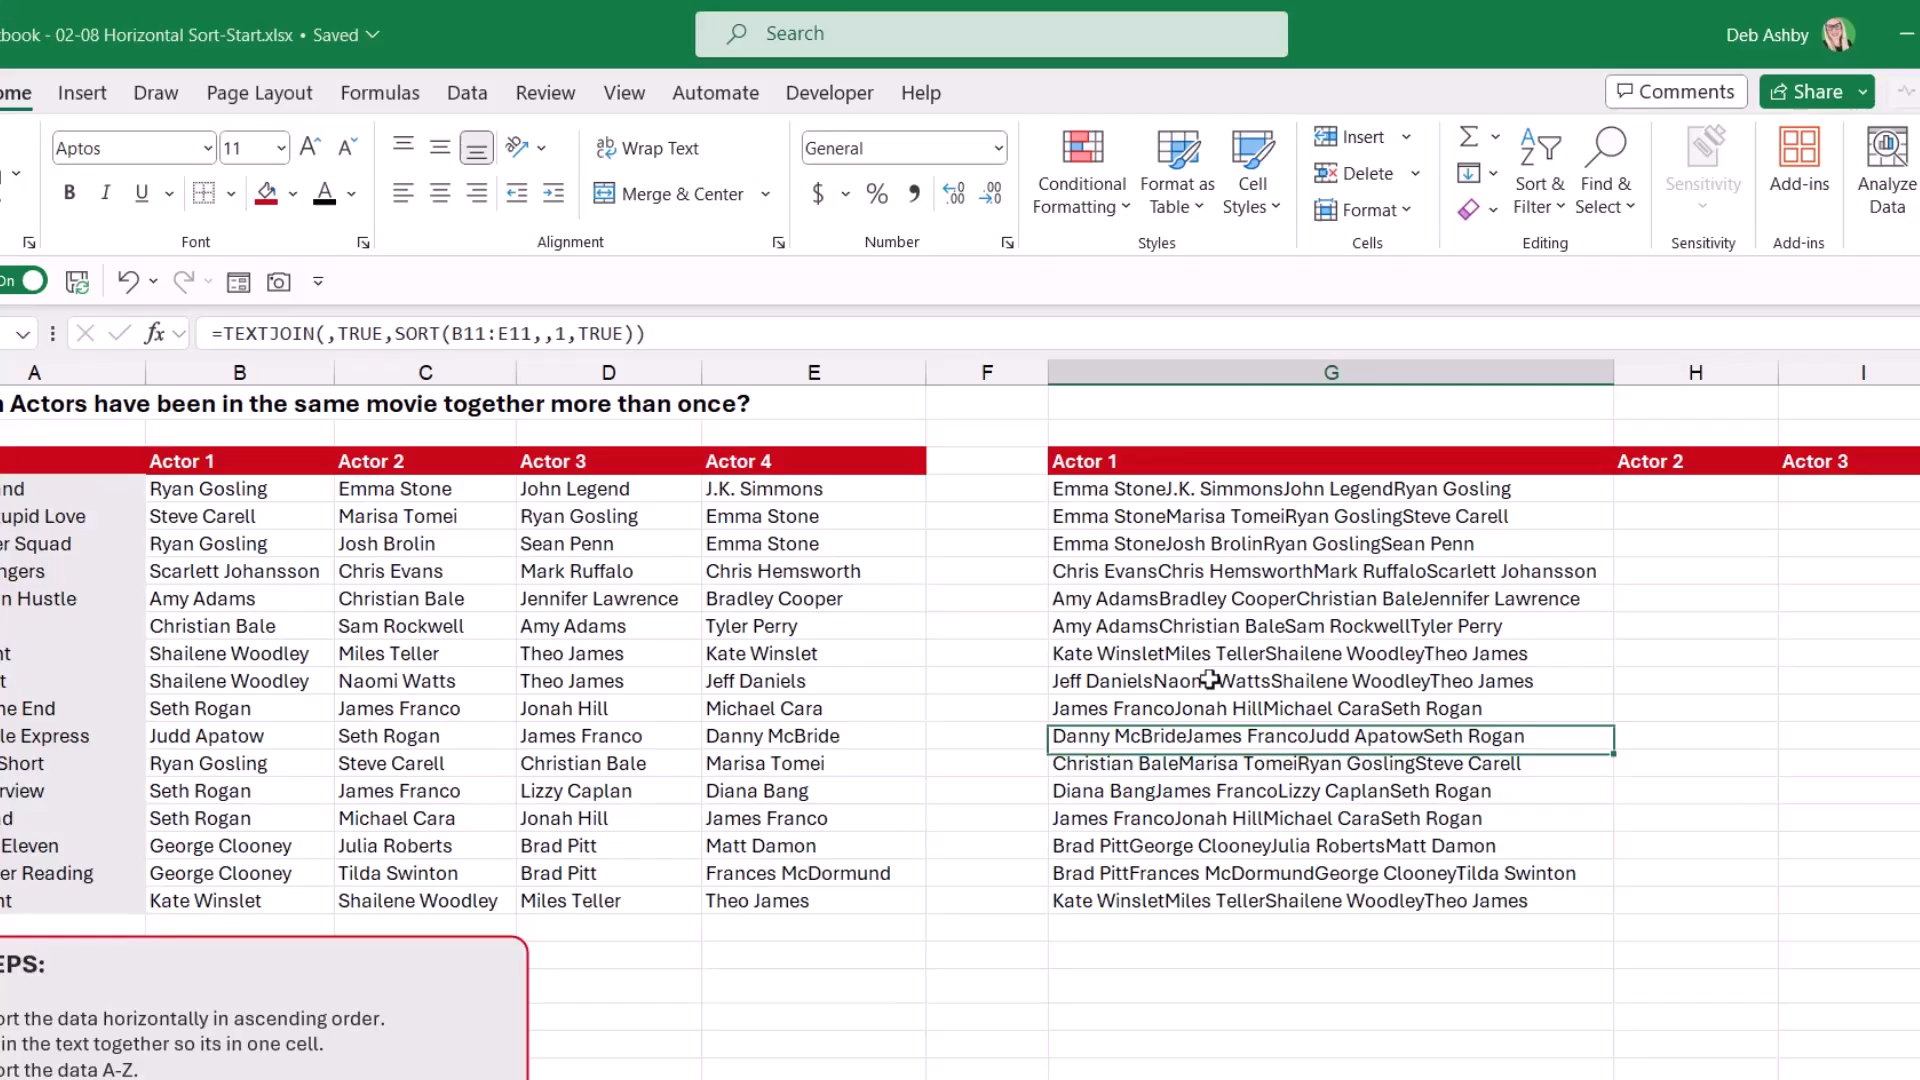 book - 02-08 Horizontal Sort-Start.xlsx • Saved
Search
Deb Ashby
ome Insert Draw Page Layout Formulas Data Review View Automate Developer Help
Comments Share
Aptos 11
Wrap Text
General
Insert
Delete
Format
B I U
Merge & Center
$ %
Conditional Formatting
Format as Table
Cell Styles
Sort & Filter
Find & Select
Sensitivity
Add-ins
Analyze Data
Font Alignment Number Styles Cells Editing Sensitivity Add-ins
On
fx =TEXTJOIN(,TRUE,SORT(B11:E11,,1,TRUE))
A B C D E F G H I
n Actors have been in the same movie together more than once?
Actor 1 Actor 2 Actor 3 Actor 4 Actor 1 Actor 2 Actor 3
and Ryan Gosling Emma Stone John Legend J.K. Simmons Emma StoneJ.K. SimmonsJohn LegendRyan Gosling
tupid Love Steve Carell Marisa Tomei Ryan Gosling Emma Stone Emma StoneMarisa TomeiRyan GoslingSteve Carell
er Squad Ryan Gosling Josh Brolin Sean Penn Emma Stone Emma StoneJosh BrolinRyan GoslingSean Penn
ngers Scarlett Johansson Chris Evans Mark Ruffalo Chris Hemsworth Chris EvansChris HemsworthMark RuffaloScarlett Johansson
n Hustle Amy Adams Christian Bale Jennifer Lawrence Bradley Cooper Amy AdamsBradley CooperChristian BaleJennifer Lawrence
Christian Bale Sam Rockwell Amy Adams Tyler Perry Amy AdamsChristian BaleSam RockwellTyler Perry
nt Shailene Woodley Miles Teller Theo James Kate Winslet Kate WinsletMiles TellerShailene WoodleyTheo James
t Shailene Woodley Naomi Watts Theo James Jeff Daniels Jeff DanielsNaomi WattsShailene WoodleyTheo James
he End Seth Rogan James Franco Jonah Hill Michael Cara James FrancoJonah HillMichael CaraSeth Rogan
le Express Judd Apatow Seth Rogan James Franco Danny McBride Danny McBrideJames FrancoJudd ApatowSeth Rogan
Short Ryan Gosling Steve Carell Christian Bale Marisa Tomei Christian BaleMarisa TomeiRyan GoslingSteve Carell
rview Seth Rogan James Franco Lizzy Caplan Diana Bang Diana BangJames FrancoLizzy CaplanSeth Rogan
d Seth Rogan Michael Cara Jonah Hill James Franco James FrancoJonah HillMichael CaraSeth Rogan
Eleven George Clooney Julia Roberts Brad Pitt Matt Damon Brad PittGeorge ClooneyJulia RobertsMatt Damon
er Reading George Clooney Tilda Swinton Brad Pitt Frances McDormund Brad PittFrances McDormundGeorge ClooneyTilda Swinton
nt Kate Winslet Shailene Woodley Miles Teller Theo James Kate WinsletMiles TellerShailene WoodleyTheo James
EPS:
ort the data horizontally in ascending order.
in the text together so its in one cell.
ort the data A-Z.